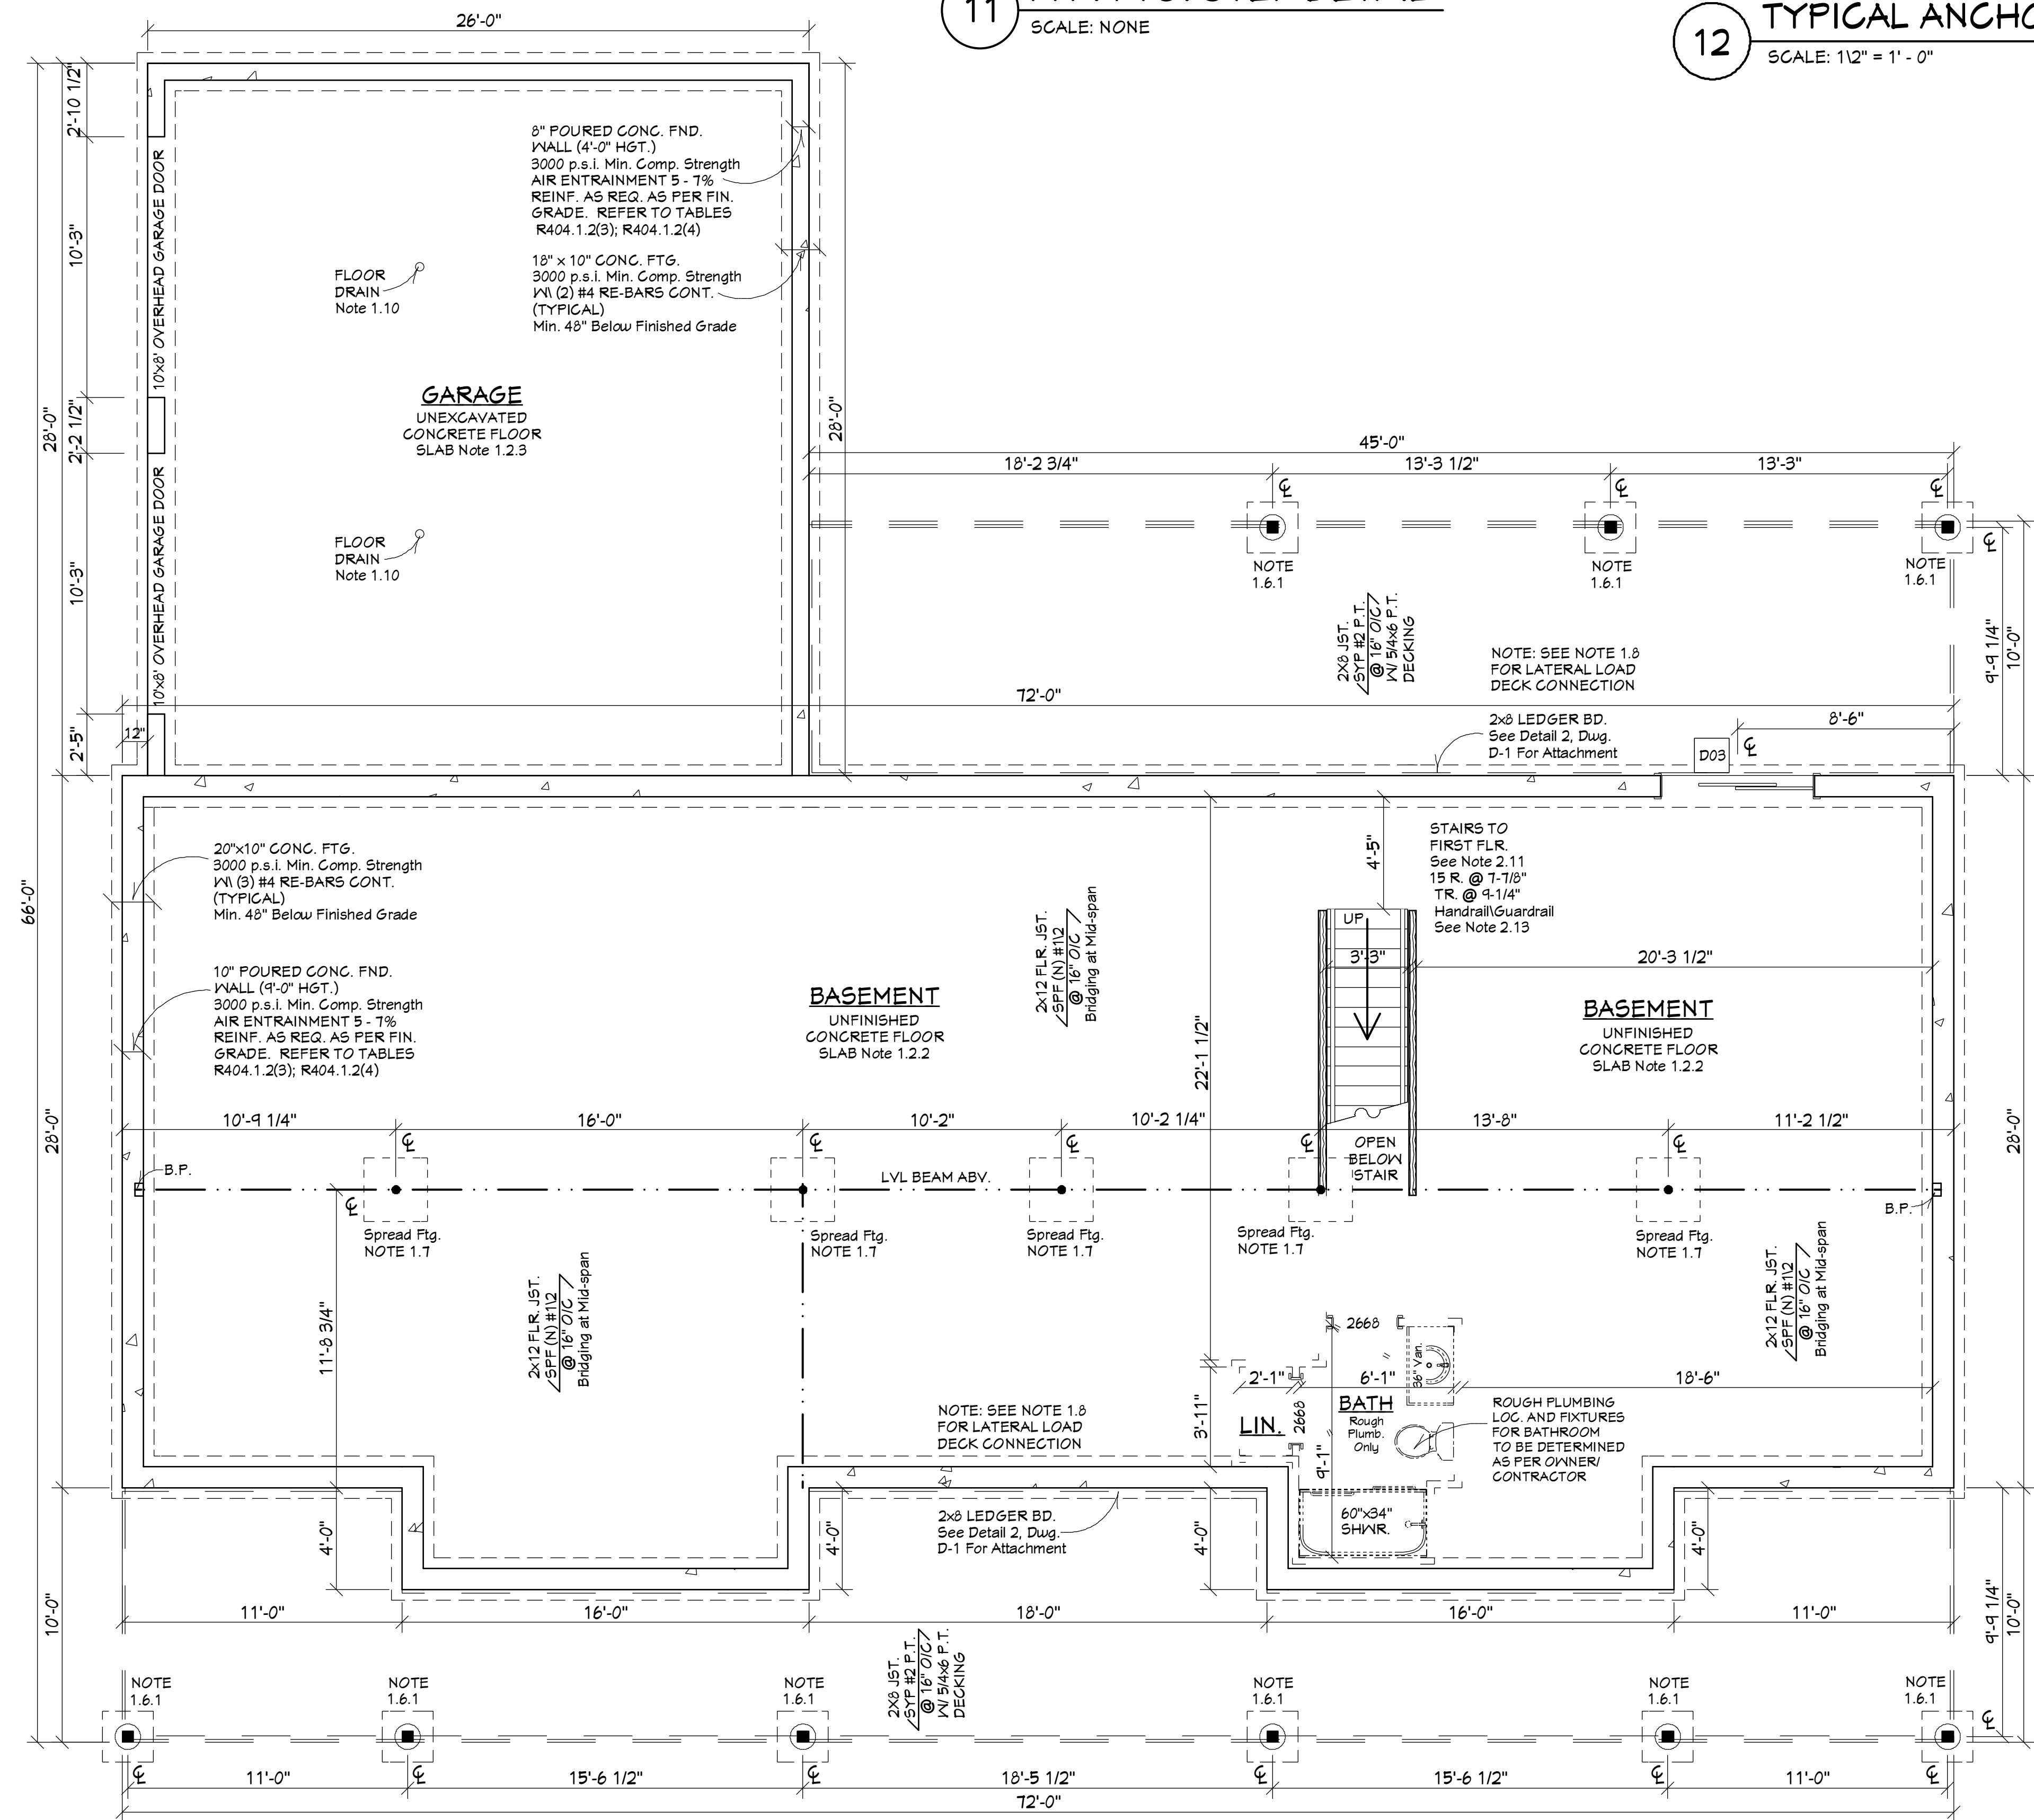 26'-0"
11
SCALE: NONE
12
TYPICAL ANCHO
SCALE: 1\2" = 1' - 0"
2'-10 1/2"
10'-3"
2'-2 1/2"
10'-3"
2'-5"
28'-0"
66'-0"
10'x8' OVERHEAD GARAGE DOOR
10'x8' OVERHEAD GARAGE DOOR
12"
8" POURED CONC. FND.
WALL (4'-0" HGT.)
3000 p.s.i. Min. Comp. Strength
AIR ENTRAINMENT 5 - 7%
REINF. AS REQ. AS PER FIN.
GRADE. REFER TO TABLES
R404.1.2(3); R404.1.2(4)
18" x 10" CONC. FTG.
3000 p.s.i. Min. Comp. Strength
W\ (2) #4 RE-BARS CONT.
(TYPICAL)
Min. 48" Below Finished Grade
FLOOR
DRAIN
Note 1.10
GARAGE
UNEXCAVATED
CONCRETE FLOOR
SLAB Note 1.2.3
FLOOR
DRAIN
Note 1.10
28'-0"
45'-0"
18'-2 3/4"
13'-3 1/2"
13'-3"
℄
℄
℄
℄
NOTE
1.6.1
NOTE
1.6.1
NOTE
1.6.1
2X8 JST.
SYP #2 P.T.
@ 16" O/C
W/ 5/4x6 P.T.
DECKING
NOTE: SEE NOTE 1.8
FOR LATERAL LOAD
DECK CONNECTION
9'-9 1/4"
10'-0"
72'-0"
2x8 LEDGER BD.
See Detail 2, Dwg.
D-1 For Attachment
8'-6"
℄
D03
20"x10" CONC. FTG.
3000 p.s.i. Min. Comp. Strength
W\ (3) #4 RE-BARS CONT.
(TYPICAL)
Min. 48" Below Finished Grade
10" POURED CONC. FND.
WALL (9'-0" HGT.)
3000 p.s.i. Min. Comp. Strength
AIR ENTRAINMENT 5 - 7%
REINF. AS REQ. AS PER FIN.
GRADE. REFER TO TABLES
R404.1.2(3); R404.1.2(4)
BASEMENT
UNFINISHED
CONCRETE FLOOR
SLAB Note 1.2.2
2x12 FLR. JST.
SPF (N) #1\2
@ 16" O/C
Bridging at Mid-span
4'-5"
STAIRS TO
FIRST FLR.
See Note 2.11
15 R. @ 7-7/8"
TR. @ 9-1/4"
Handrail\Guardrail
See Note 2.13
UP
3'-3"
20'-3 1/2"
22'-1 1/2"
BASEMENT
UNFINISHED
CONCRETE FLOOR
SLAB Note 1.2.2
28'-0"
28'-0"
10'-9 1/4"
16'-0"
10'-2"
10'-2 1/4"
13'-8"
11'-2 1/2"
℄
℄
℄
℄
℄
OPEN
BELOW
STAIR
B.P.
LVL BEAM ABV.
B.P.
℄
Spread Ftg.
NOTE 1.7
Spread Ftg.
NOTE 1.7
Spread Ftg.
NOTE 1.7
Spread Ftg.
NOTE 1.7
Spread Ftg.
NOTE 1.7
11'-8 3/4"
2x12 FLR. JST.
SPF (N) #1\2
@ 16" O/C
Bridging at Mid-span
2x12 FLR. JST.
SPF (N) #1\2
@ 16" O/C
Bridging at Mid-span
2668
36" Van.
2'-1"
6'-1"
18'-6"
3'-11"
LIN.
2668
BATH
Rough
Plumb.
Only
9'-1"
ROUGH PLUMBING
LOC. AND FIXTURES
FOR BATHROOM
TO BE DETERMINED
AS PER OWNER/
CONTRACTOR
NOTE: SEE NOTE 1.8
FOR LATERAL LOAD
DECK CONNECTION
60"x34"
SHWR.
2x8 LEDGER BD.
See Detail 2, Dwg.
D-1 For Attachment
4'-0"
4'-0"
4'-0"
4'-0"
10'-0"
9'-9 1/4"
10'-0"
11'-0"
16'-0"
18'-0"
16'-0"
11'-0"
2X8 JST.
SYP #2 P.T.
@ 16" O/C
W/ 5/4x6 P.T.
DECKING
NOTE
1.6.1
NOTE
1.6.1
NOTE
1.6.1
NOTE
1.6.1
NOTE
1.6.1
NOTE
1.6.1
℄
℄
℄
℄
℄
℄
℄
11'-0"
15'-6 1/2"
18'-5 1/2"
15'-6 1/2"
11'-0"
72'-0"